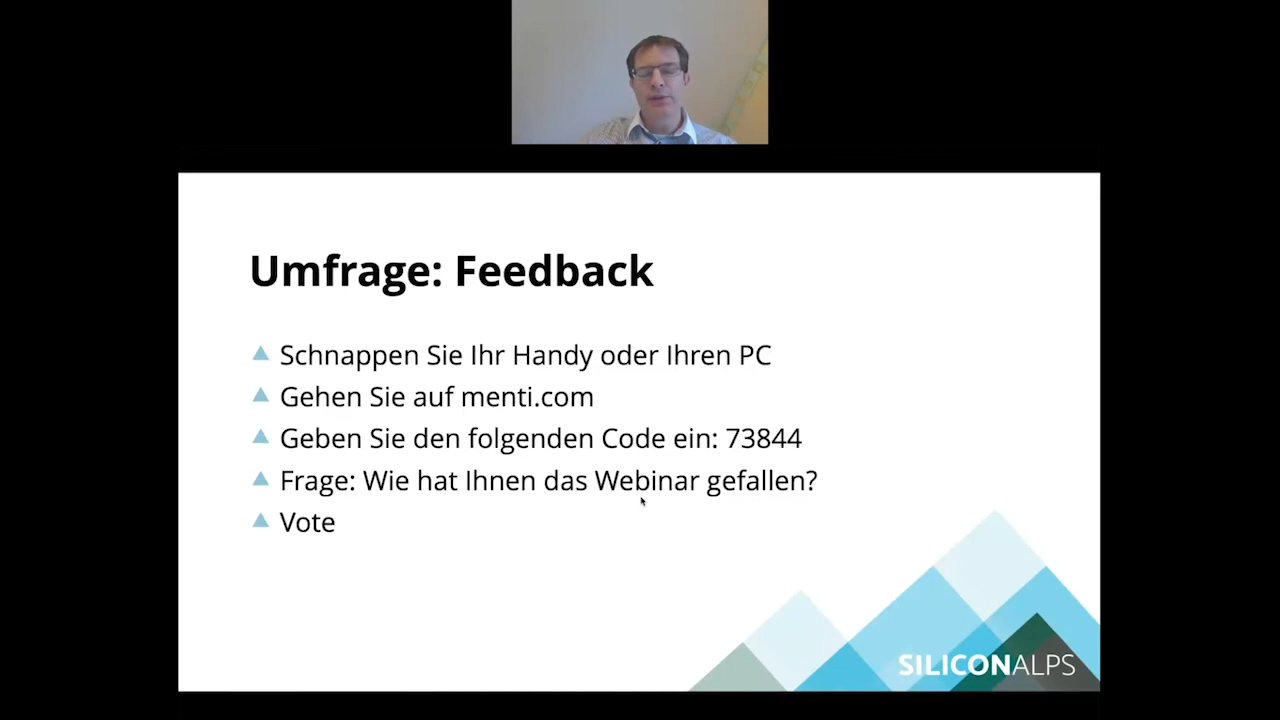 Umfrage: Feedback
Schnappen Sie Ihr Handy oder Ihren PC
Gehen Sie auf menti.com
Geben Sie den folgenden Code ein: 73844
Frage: Wie hat Ihnen das Webinar gefallen?
Vote
SILICONALPS